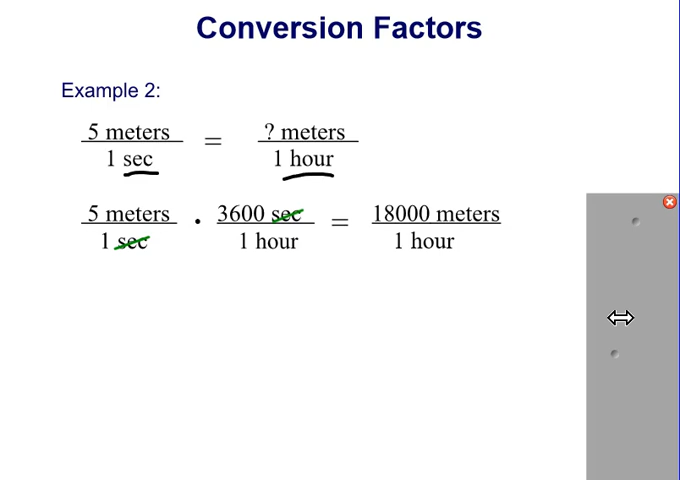 Conversion Factors
Example 2:
5 meters = ? meters
1 sec 1 hour
5 meters · 3600 sec = 18000 meters
1 sec 1 hour 1 hour